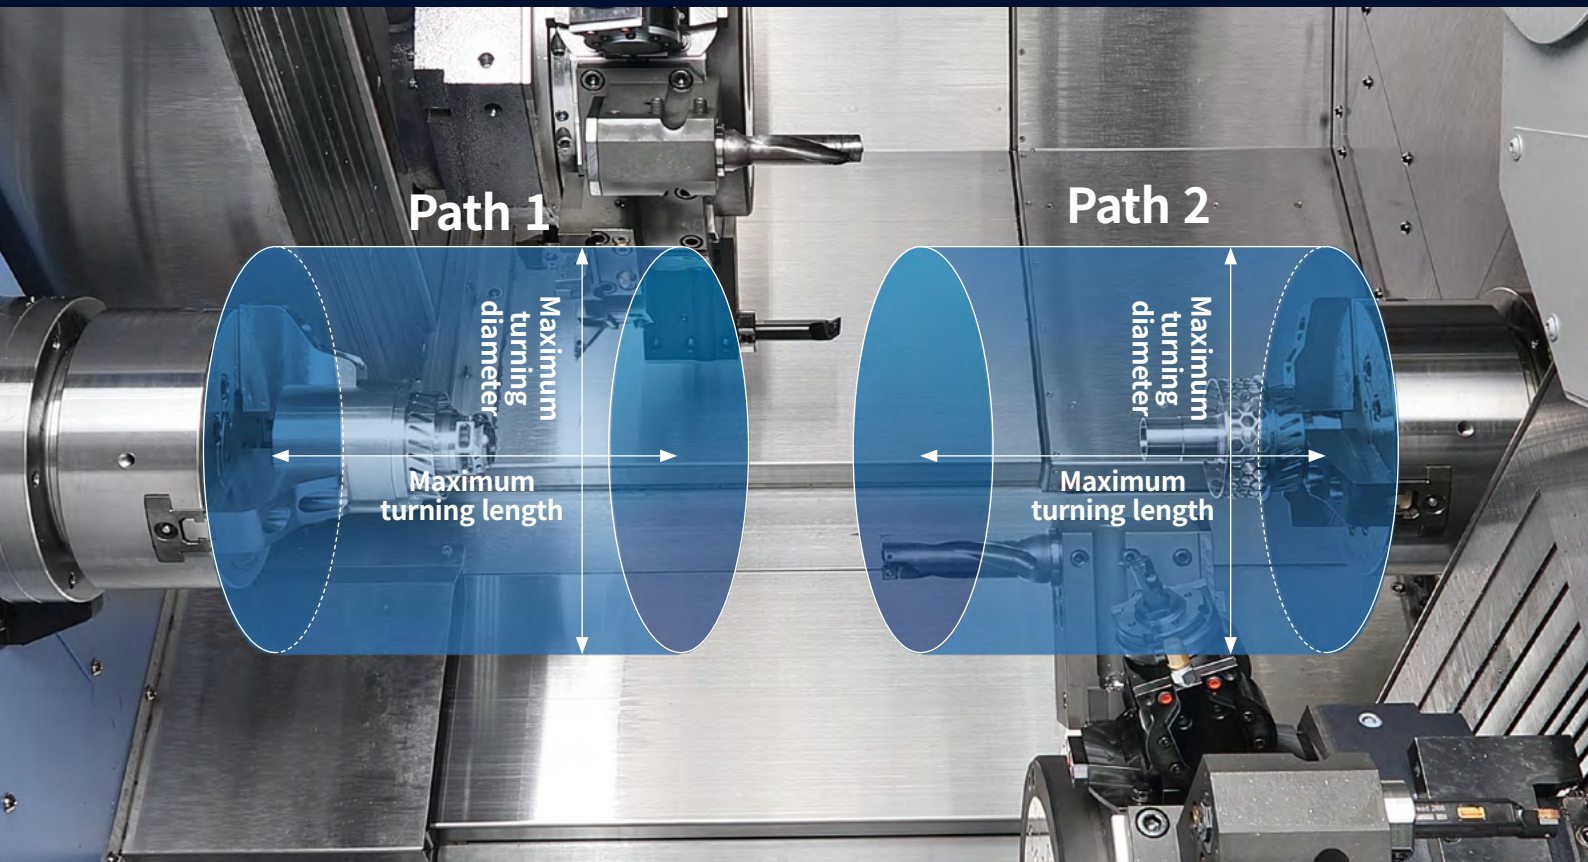 Path 1
Maximum
turning
diameter
Maximum
turning length
Path 2
Maximum
turning
diameter
Maximum
turning length